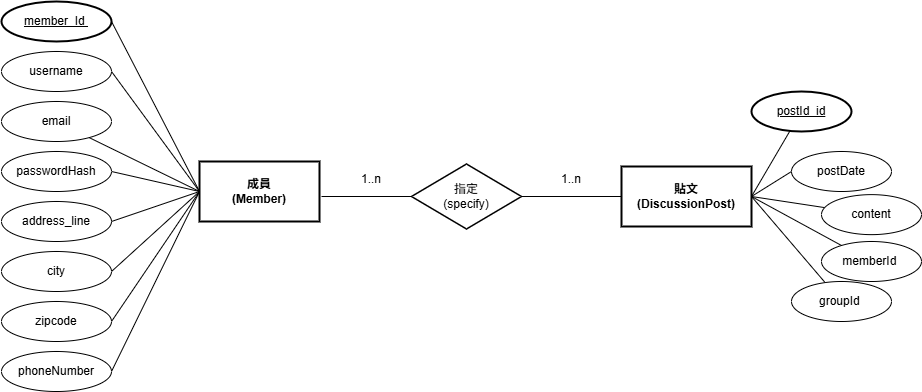 member_Id
username
email
passwordHash
address_line
city
zipcode
phoneNumber
成員
(Member)
1..n
指定
(specify)
1..n
貼文
(DiscussionPost)
postId_id
postDate
content
memberId
groupId